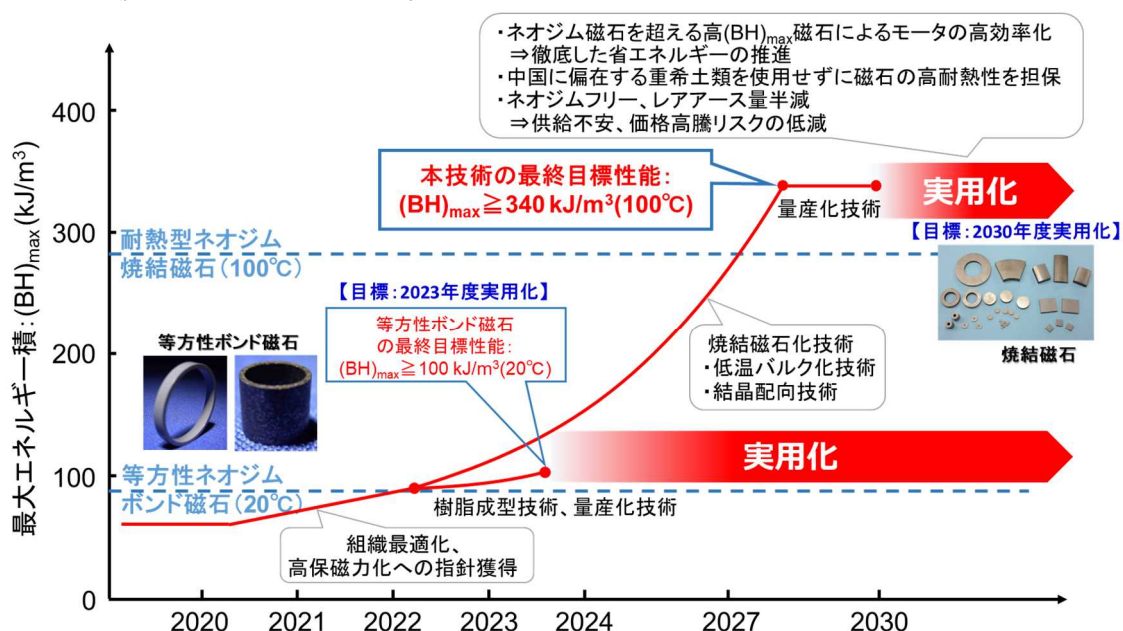 ・ネオジム磁石を超える高(BH)max磁石によるモータの高効率化
⇒徹底した省エネルギーの推進
・中国に偏在する重希土類を使用せずに磁石の高耐熱性を担保
・ネオジムフリー、レアアース量半減
⇒供給不安、価格高騰リスクの低減
最大エネルギー積:(BH)max(kJ/m³)
400
300
200
100
0
本技術の最終目標性能:
(BH)max≧340 kJ/m³(100℃)
実用化
量産化技術
【目標:2030年度実用化】
焼結磁石
耐熱型ネオジム
焼結磁石(100℃)
【目標:2023年度実用化】
等方性ボンド磁石
の最終目標性能:
(BH)max≧100 kJ/m³(20℃)
等方性ボンド磁石
焼結磁石化技術
・低温バルク化技術
・結晶配向技術
実用化
等方性ネオジム
ボンド磁石(20℃)
樹脂成型技術、量産化技術
組織最適化、
高保磁力化への指針獲得
2020
2021
2022
2023
2024
2027
2030